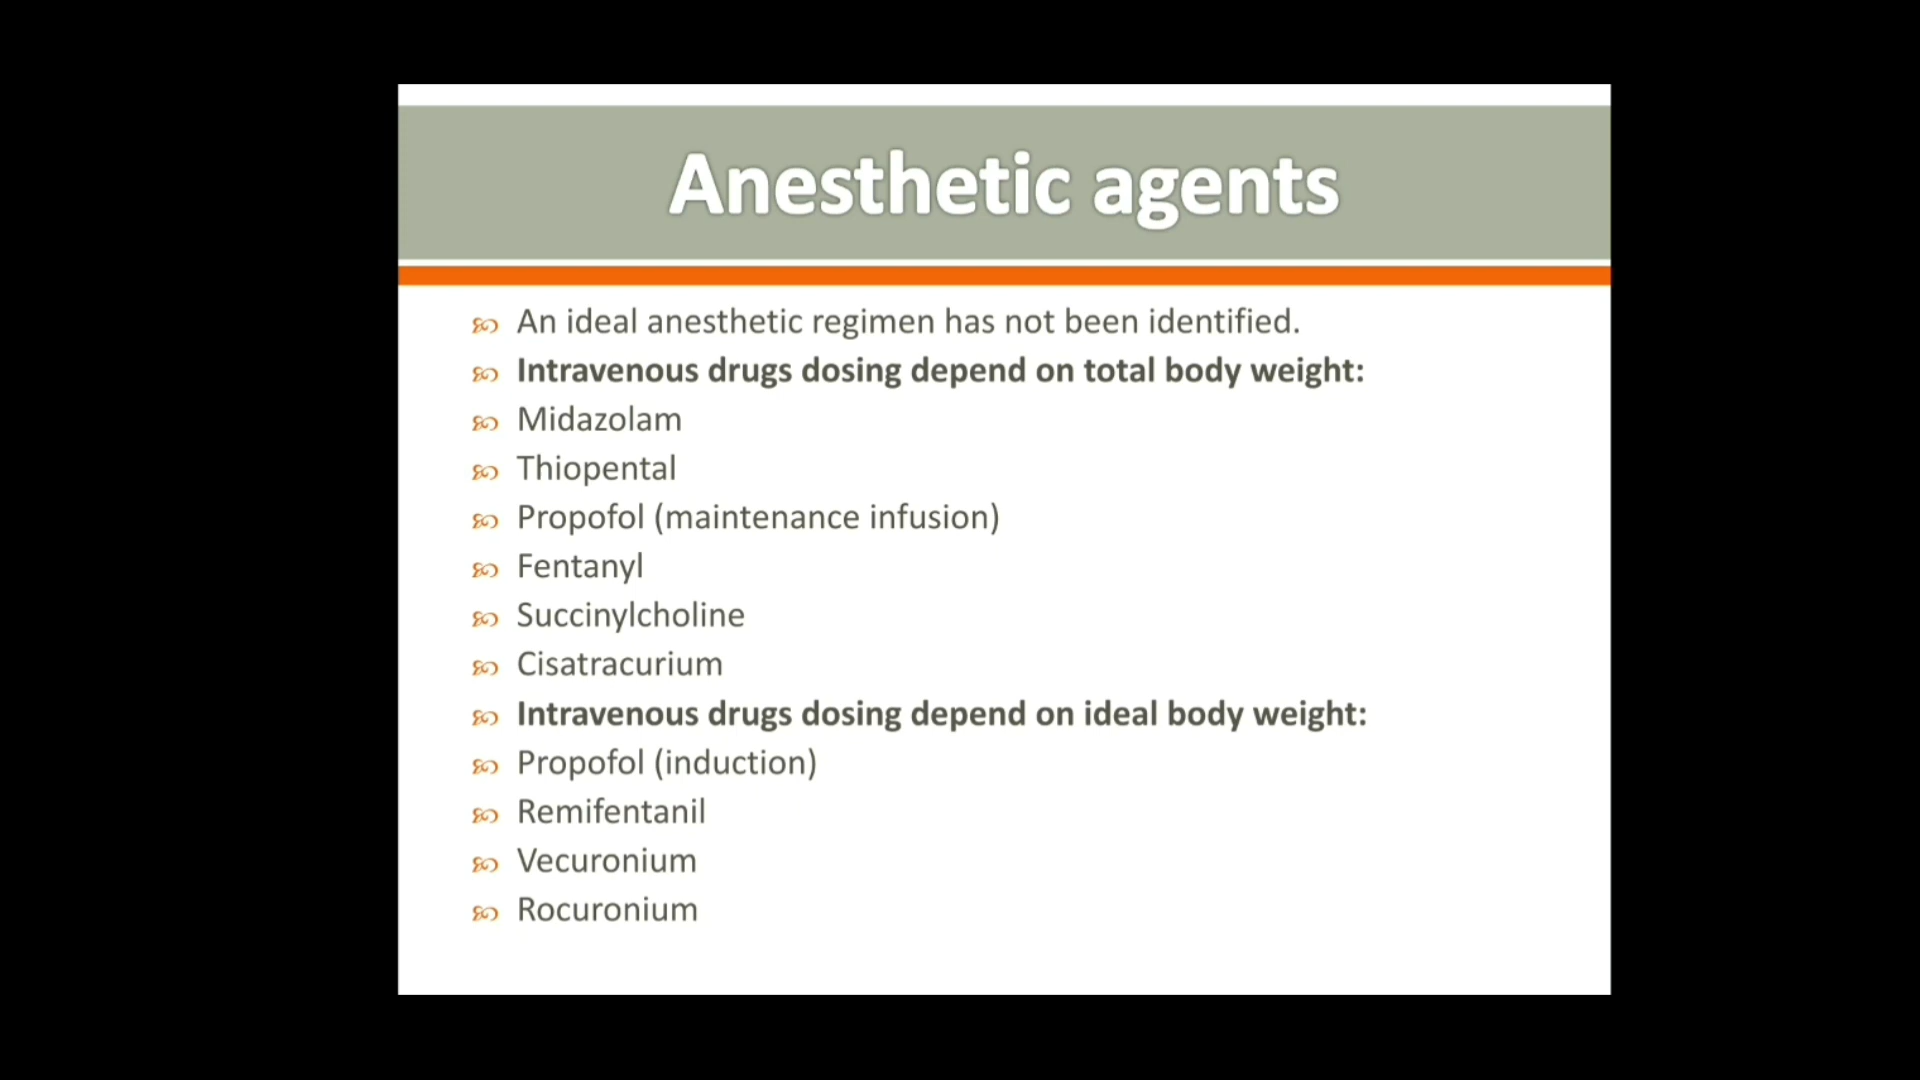 Anesthetic agents
An ideal anesthetic regimen has not been identified.
Intravenous drugs dosing depend on total body weight:
Midazolam
Thiopental
Propofol (maintenance infusion)
Fentanyl
Succinylcholine
Cisatracurium
Intravenous drugs dosing depend on ideal body weight:
Propofol (induction)
Remifentanil
Vecuronium
Rocuronium